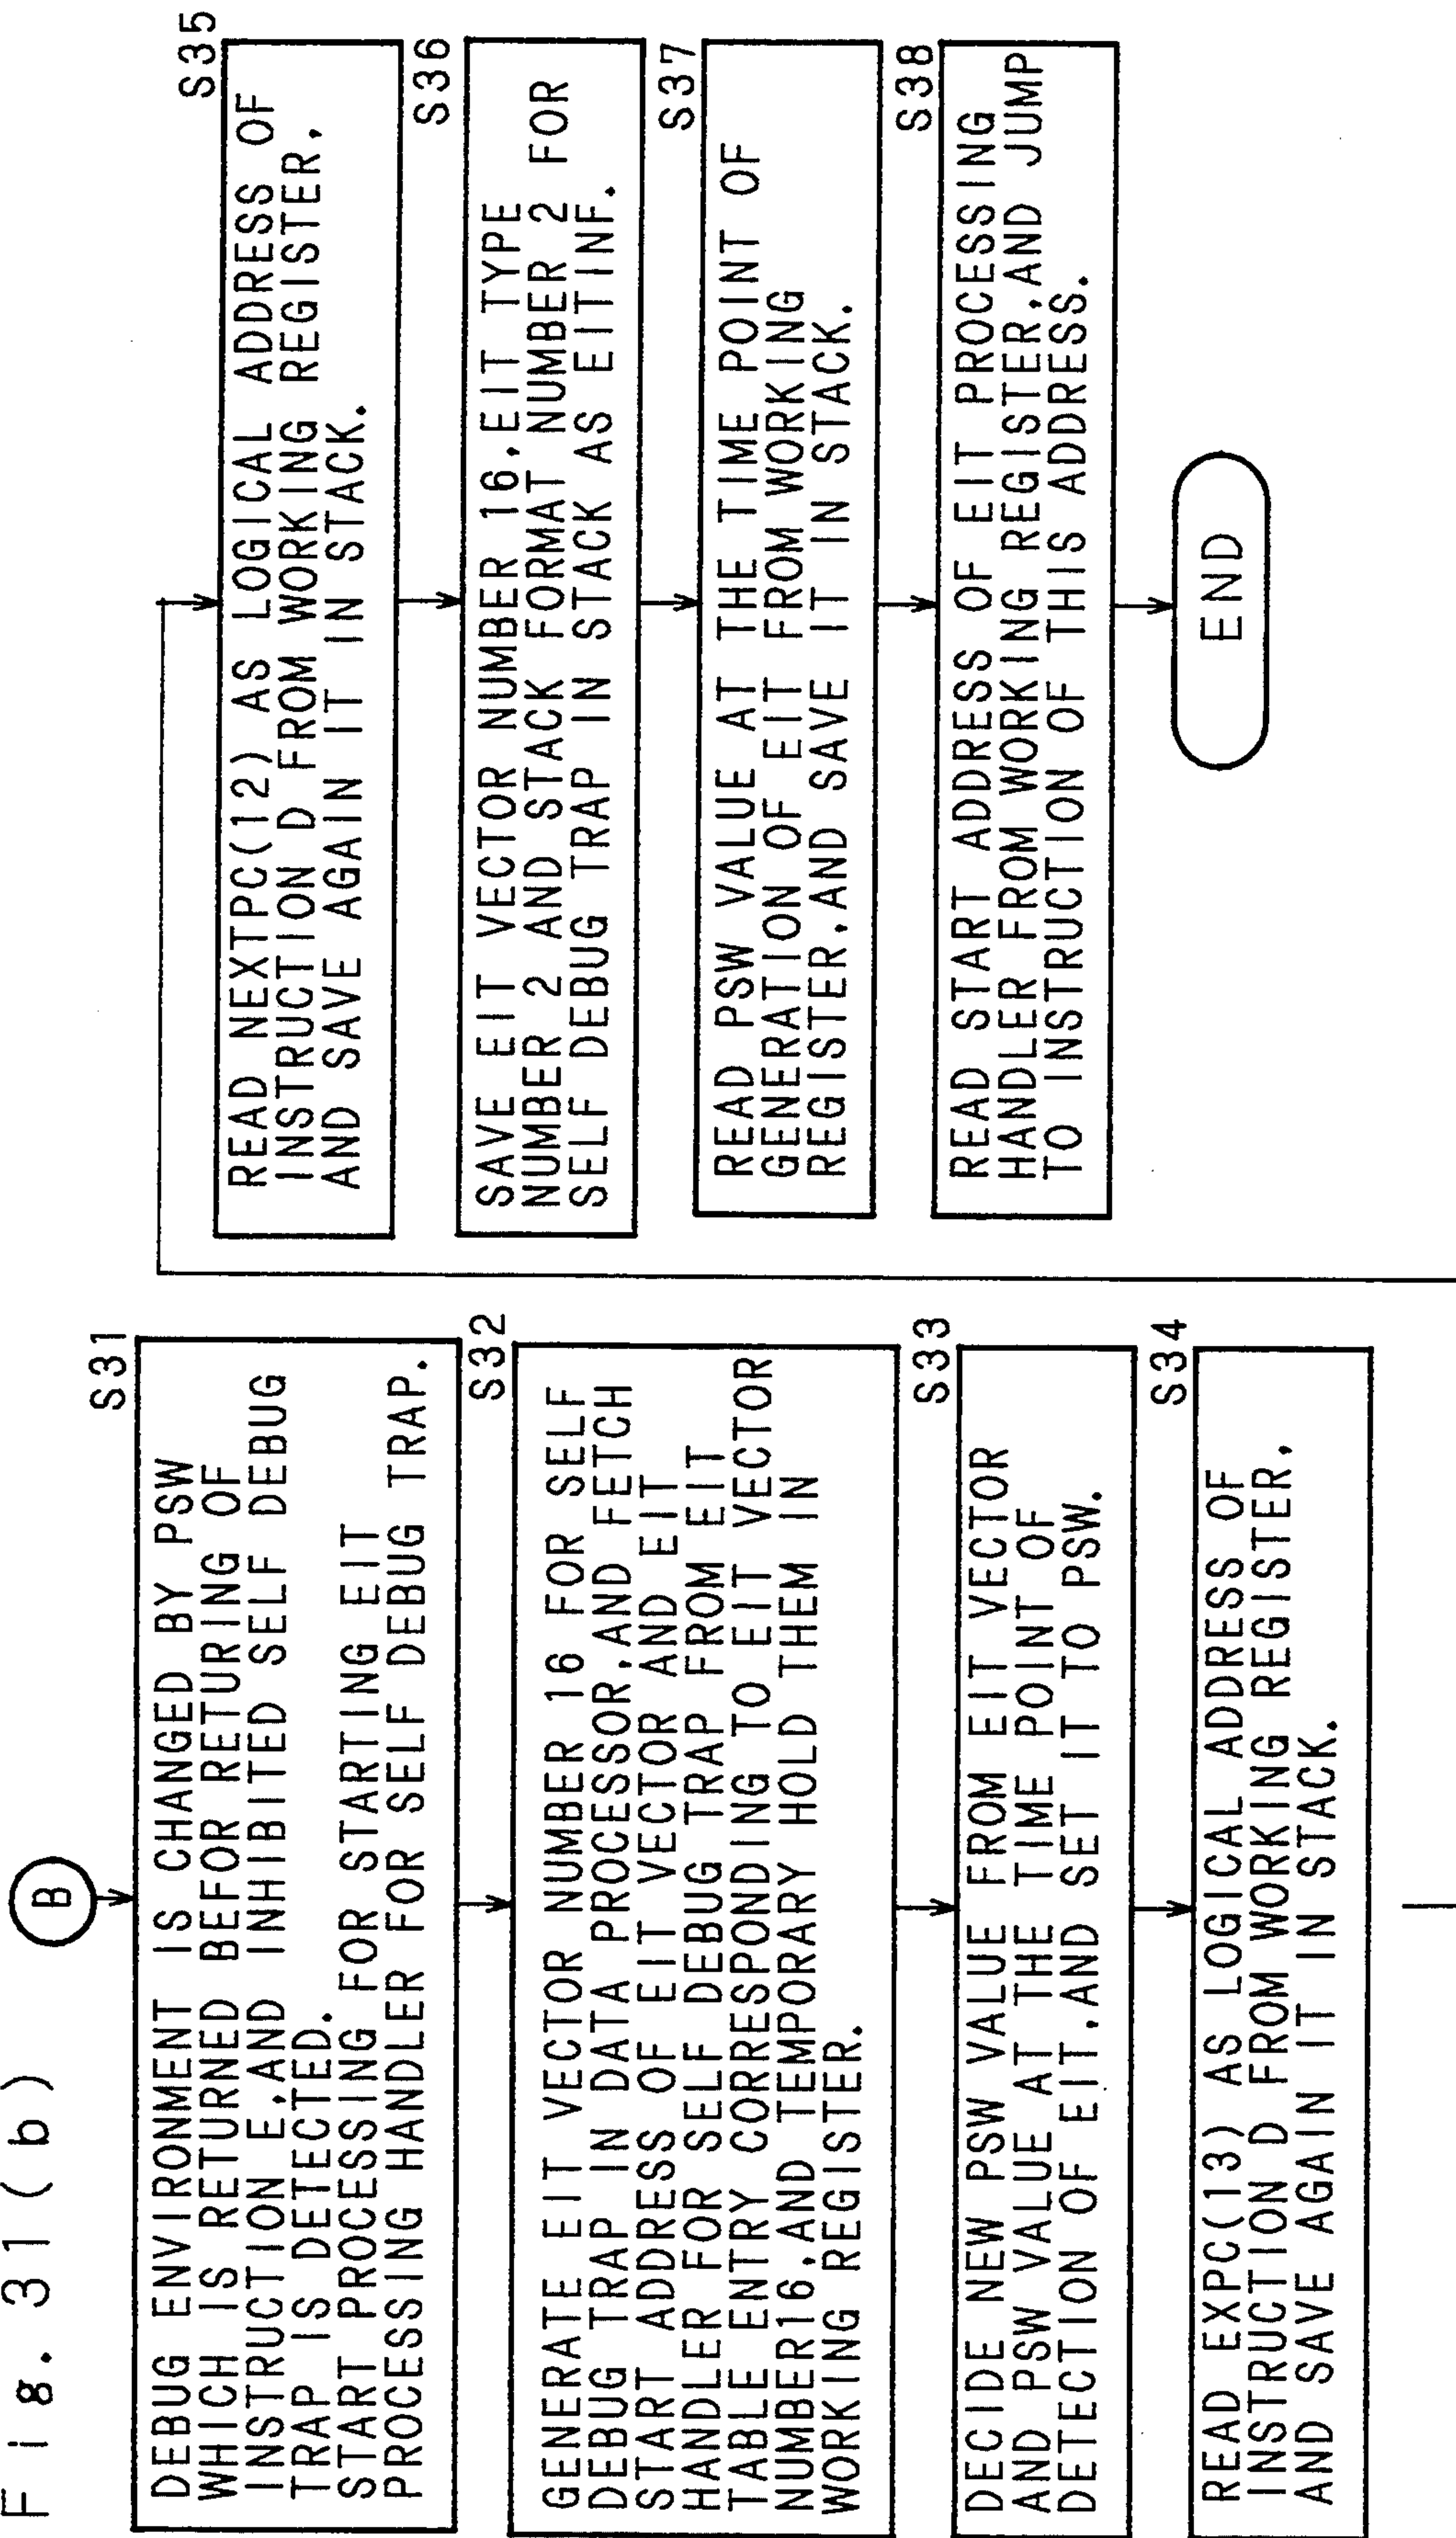 Fig. 31(b)
B
S31
DEBUG ENVIRONMENT IS CHANGED BY PSW
WHICH IS RETURNED BEFOR RETURING OF
INSTRUCTION E,AND INHIBITED SELF DEBUG
TRAP IS DETECTED.
START PROCESSING FOR STARTING EIT
PROCESSING HANDLER FOR SELF DEBUG TRAP.
S32
GENERATE EIT VECTOR NUMBER 16 FOR SELF
DEBUG TRAP IN DATA PROCESSOR,AND FETCH
START ADDRESS OF EIT VECTOR AND EIT
HANDLER FOR SELF DEBUG TRAP FROM EIT
TABLE ENTRY CORRESPONDING TO EIT VECTOR
NUMBER16,AND TEMPORARY HOLD THEM IN
WORKING REGISTER.
S33
DECIDE NEW PSW VALUE FROM EIT VECTOR
AND PSW VALUE AT THE TIME POINT OF
DETECTION OF EIT,AND SET IT TO PSW.
S34
READ EXPC(13) AS LOGICAL ADDRESS OF
INSTRUCTION D FROM WORKING REGISTER,
AND SAVE AGAIN IT IN STACK.
S35
READ NEXTPC(12) AS LOGICAL ADDRESS OF
INSTRUCTION D FROM WORKING REGISTER,
AND SAVE AGAIN IT IN STACK.
S36
SAVE EIT VECTOR NUMBER 16,EIT TYPE
NUMBER 2 AND STACK FORMAT NUMBER 2 FOR
SELF DEBUG TRAP IN STACK AS EITINF.
S37
READ PSW VALUE AT THE TIME POINT OF
GENERATION OF EIT FROM WORKING
REGISTER,AND SAVE IT IN STACK.
S38
READ START ADDRESS OF EIT PROCESSING
HANDLER FROM WORKING REGISTER,AND JUMP
TO INSTRUCTION OF THIS ADDRESS.
END